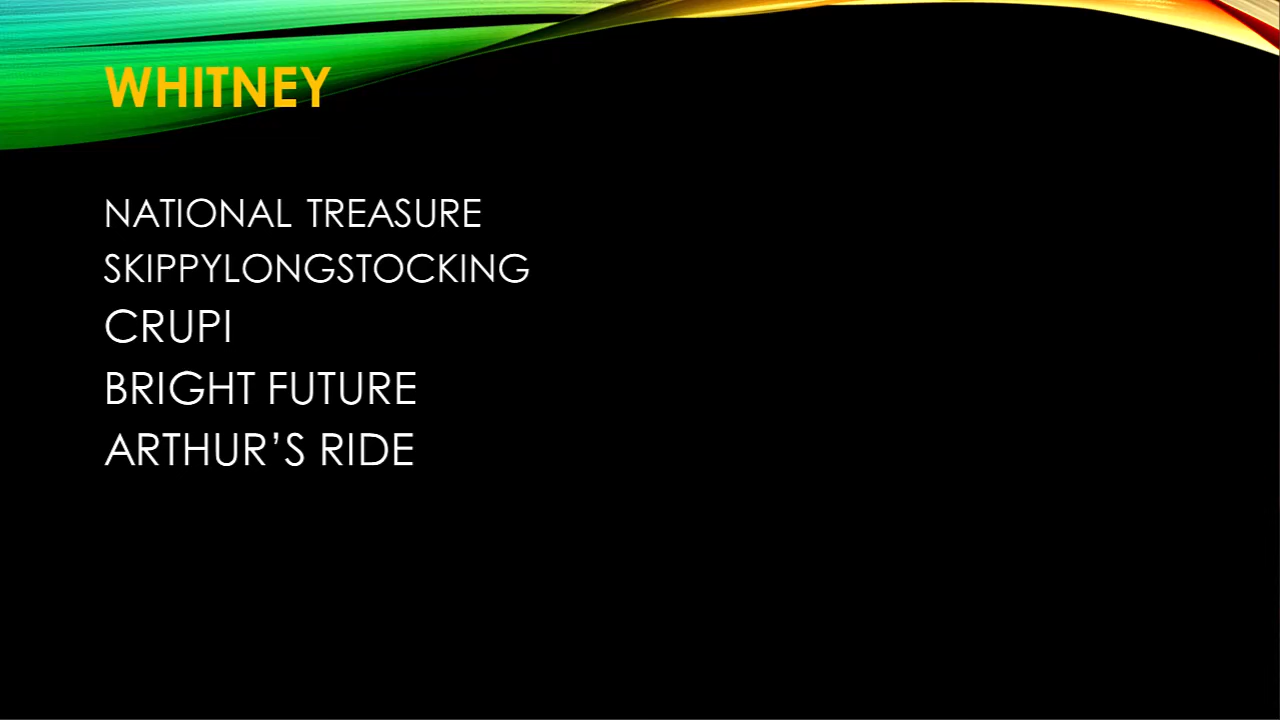 WHITNEY
NATIONAL TREASURE
SKIPPYLONGSTOCKING
CRUPI
BRIGHT FUTURE
ARTHUR’S RIDE